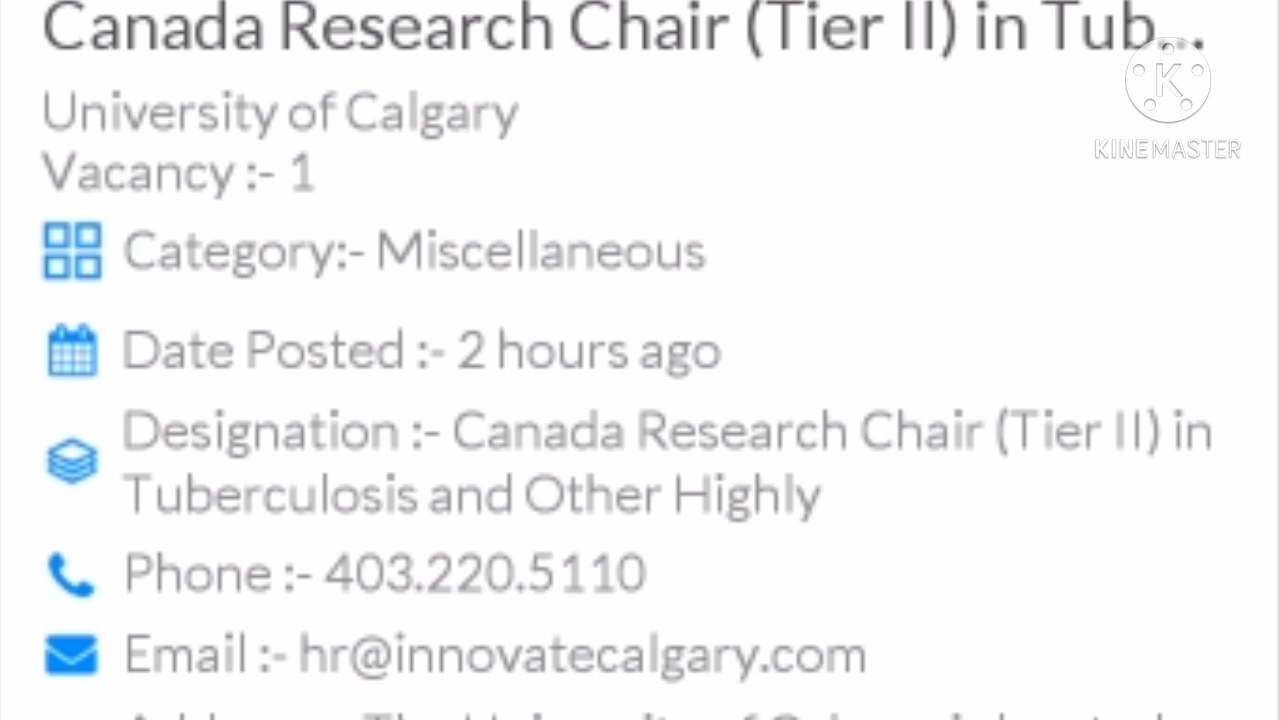 Canada Research Chair (Tier II) in Tub...
K
KINEMASTER
University of Calgary
Vacancy :- 1
Category:- Miscellaneous
Date Posted :- 2 hours ago
Designation :- Canada Research Chair (Tier II) in
Tuberculosis and Other Highly
Phone :- 403.220.5110
Email :- hr@innovatecalgary.com